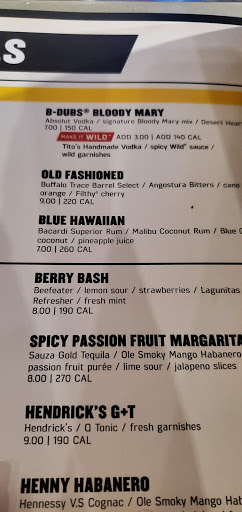 LS
B-DUBS® BLOODY MARY
Absolut Vodka / signature Bloody Mary mix / Desert Heat
7.00 | 150 CAL
MAKE IT WILD™ ADD 3.00 | ADD 140 CAL
Tito's Handmade Vodka / spicy Wild® sauce /
wild garnishes
OLD FASHIONED
Buffalo Trace Barrel Select / Angostura Bitters / cane
orange / Filthy® cherry
9.00 | 220 CAL
BLUE HAWAIIAN
Bacardi Superior Rum / Malibu Coconut Rum / Blue C
coconut / pineapple juice
7.00 | 260 CAL
BERRY BASH
Beefeater / lemon sour / strawberries / Lagunitas
Refresher / fresh mint
8.00 | 190 CAL
SPICY PASSION FRUIT MARGARITA
Sauza Gold Tequila / Ole Smoky Mango Habanero
passion fruit purée / lime sour / jalapeno slices
8.00 | 270 CAL
HENDRICK'S G+T
Hendrick's / Q Tonic / fresh garnishes
9.00 | 190 CAL
HENNY HABANERO
Hennessy V.S Cognac / Ole Smoky Mango Hab